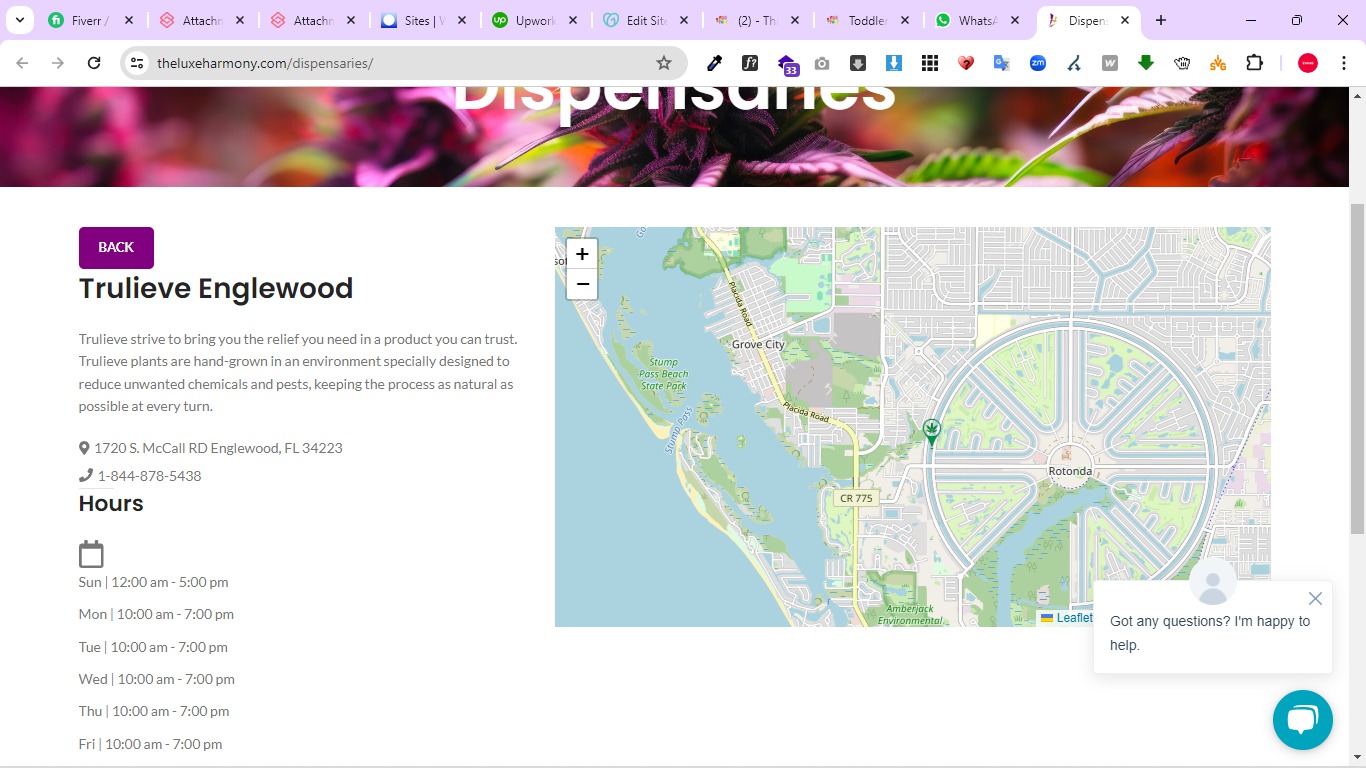 Fiverr /
Attachn
Attachn
Sites | W
Upwork
Edit Site
(2) - Th
Toddler
WhatsA
Dispens
theluxeharmony.com/dispensaries/
33
Dispensaries
BACK
Trulieve Englewood
Trulieve strive to bring you the relief you need in a product you can trust.
Trulieve plants are hand-grown in an environment specially designed to
reduce unwanted chemicals and pests, keeping the process as natural as
possible at every turn.
1720 S. McCall RD Englewood, FL 34223
1-844-878-5438
Hours
Sun | 12:00 am - 5:00 pm
Mon | 10:00 am - 7:00 pm
Tue | 10:00 am - 7:00 pm
Wed | 10:00 am - 7:00 pm
Thu | 10:00 am - 7:00 pm
Fri | 10:00 am - 7:00 pm
+
−
Placida Road
Grove City
Stump
Pass Beach
State Park
Placida Road
Stump Pass
Rotonda
CR 775
Amberjack
Environmental
Leaflet
Got any questions? I'm happy to
help.